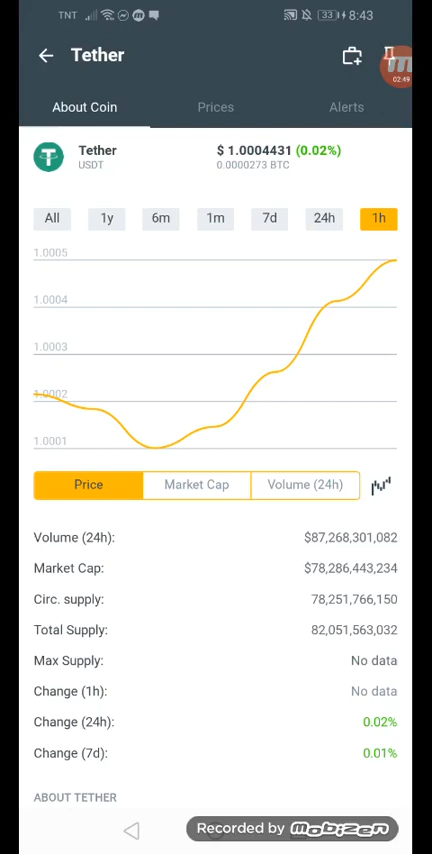 TNT 33 8:43
Tether
02:49
About Coin Prices Alerts
Tether $ 1.0004431 (0.02%)
USDT 0.0000273 BTC
All 1y 6m 1m 7d 24h 1h
1.0005
1.0004
1.0003
1.0002
1.0001
Price Market Cap Volume (24h)
Volume (24h): $87,268,301,082
Market Cap: $78,286,443,234
Circ. supply: 78,251,766,150
Total Supply: 82,051,563,032
Max Supply: No data
Change (1h): No data
Change (24h): 0.02%
Change (7d): 0.01%
ABOUT TETHER
Recorded by mobizen